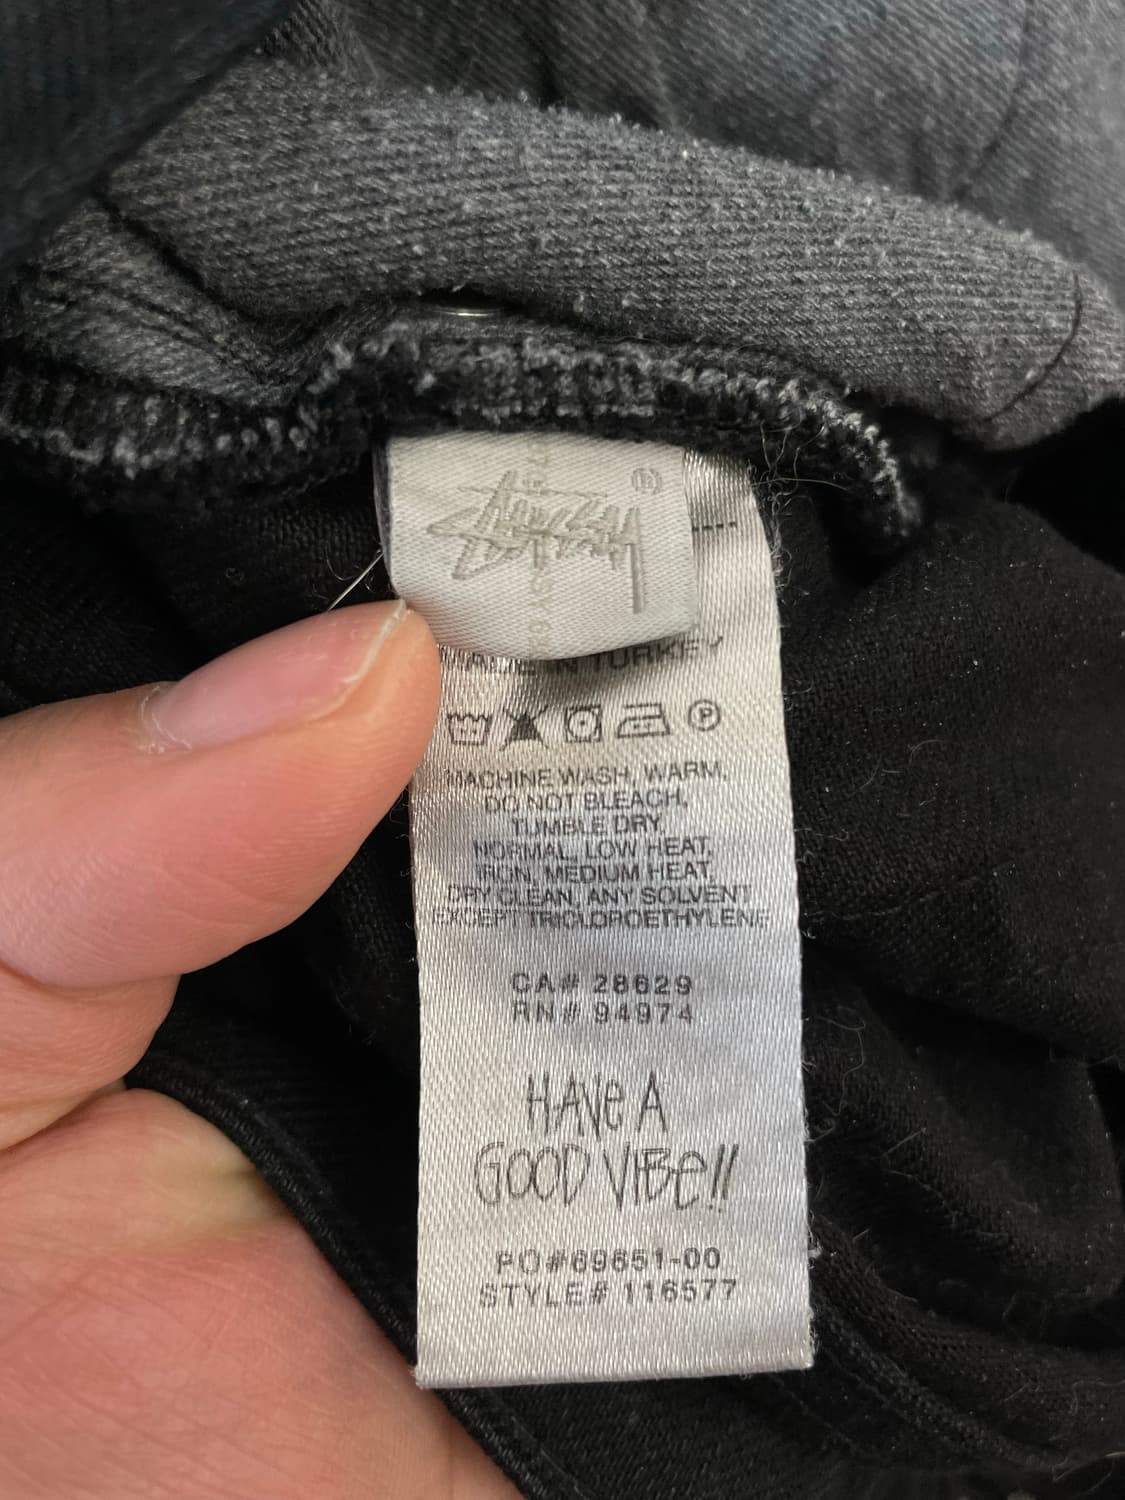 STÜSSY ®
MADE IN TURKEY
P
MACHINE WASH, WARM,
DO NOT BLEACH,
TUMBLE DRY
NORMAL, LOW HEAT,
IRON, MEDIUM HEAT,
DRY CLEAN, ANY SOLVENT
EXCEPT TRICLOROETHYLENE
CA# 28629
RN# 94974
HAVE A
GOOD VIBE!!
PO#69651-00
STYLE# 116577